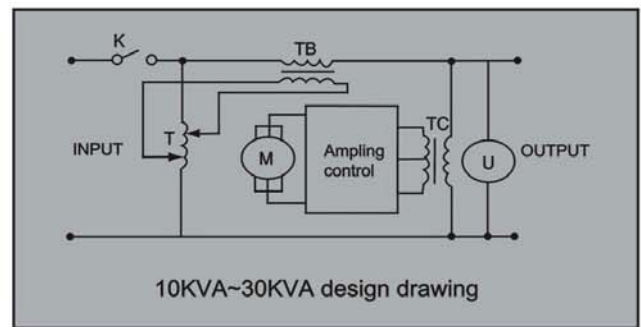 K
TB
INPUT
T
M
Ampling
control
TC
U
OUTPUT
10KVA~30KVA design drawing